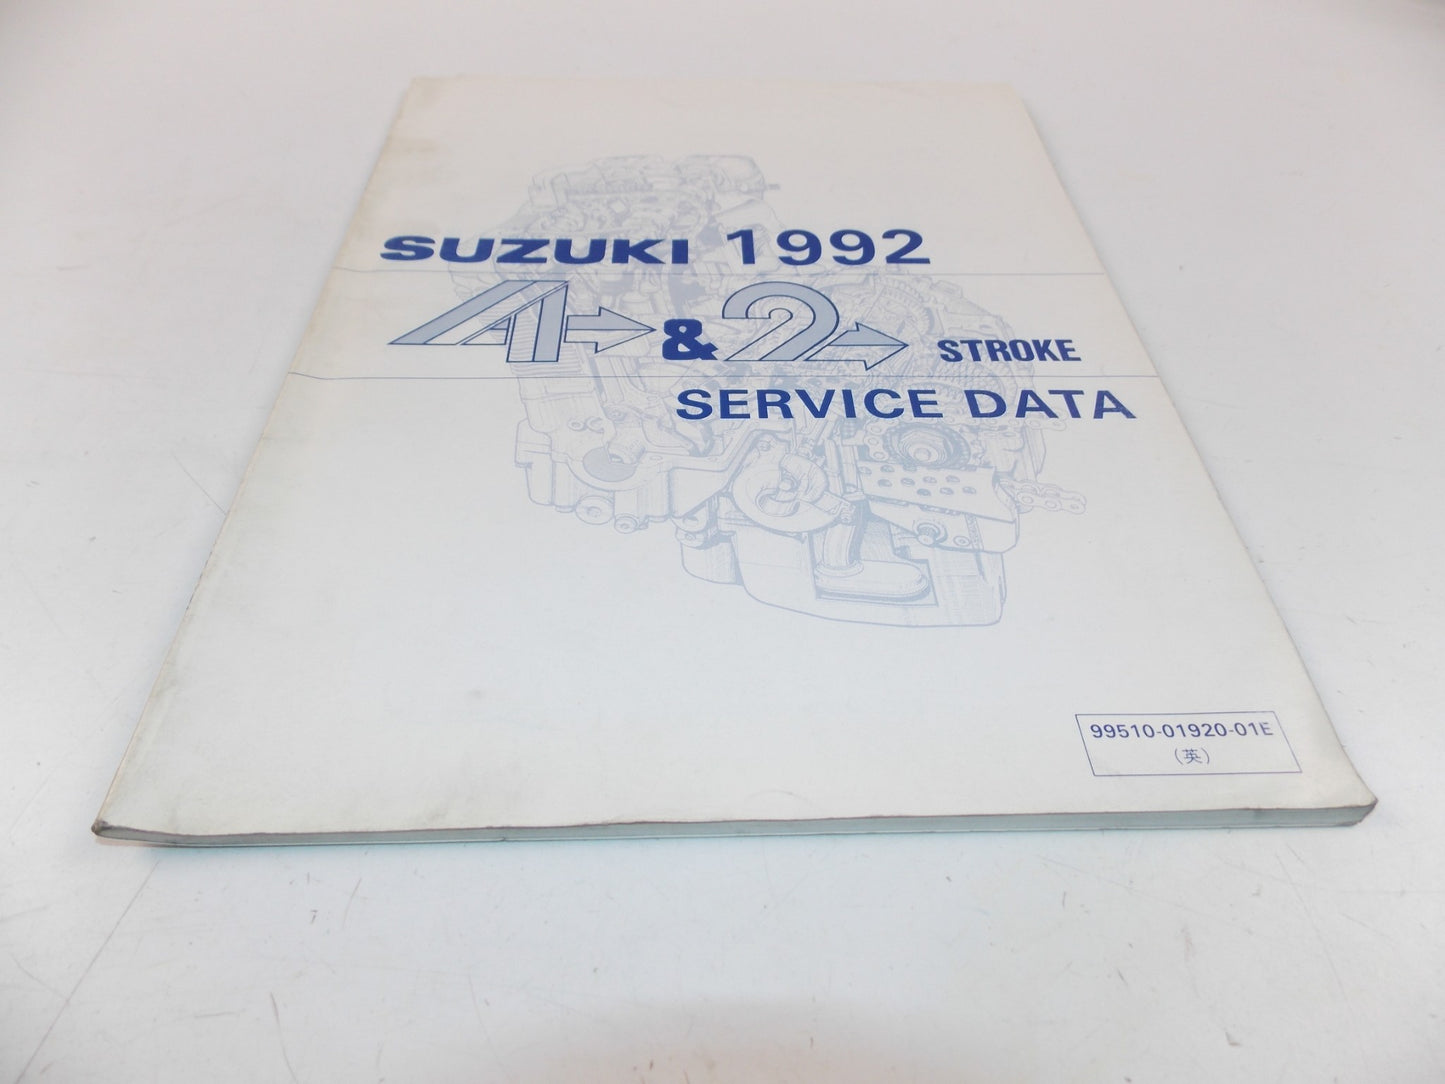 SUZUKI 1992
4 & 2 STROKE
SERVICE DATA
99510-01920-01E
(英)